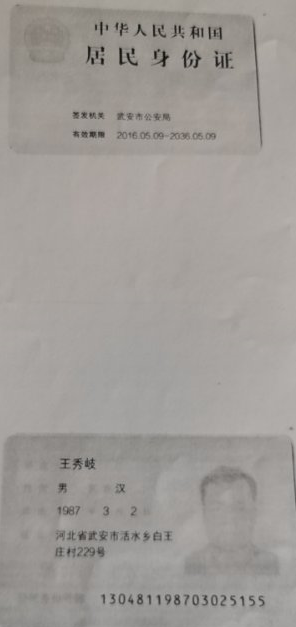 中华人民共和国
居民身份证
签发机关 武安市公安局
有效期限 2016.05.09-2036.05.09
王秀岐
男 汉
1987 年 3 月 2 日
河北省武安市活水乡白王
庄村229号
130481198703025155